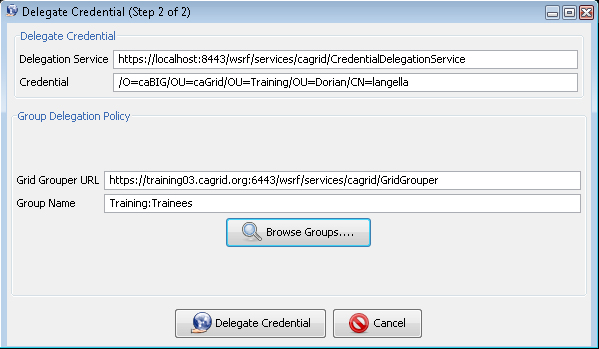 Delegate Credential (Step 2 of 2)
Delegate Credential
Delegation Service https://localhost:8443/wsrf/services/cagrid/CredentialDelegationService
Credential /O=caBIG/OU=caGrid/OU=Training/OU=Dorian/CN=langella
Group Delegation Policy
Grid Grouper URL https://training03.cagrid.org:6443/wsrf/services/cagrid/GridGrouper
Group Name Training:Trainees
Browse Groups....
Delegate Credential Cancel